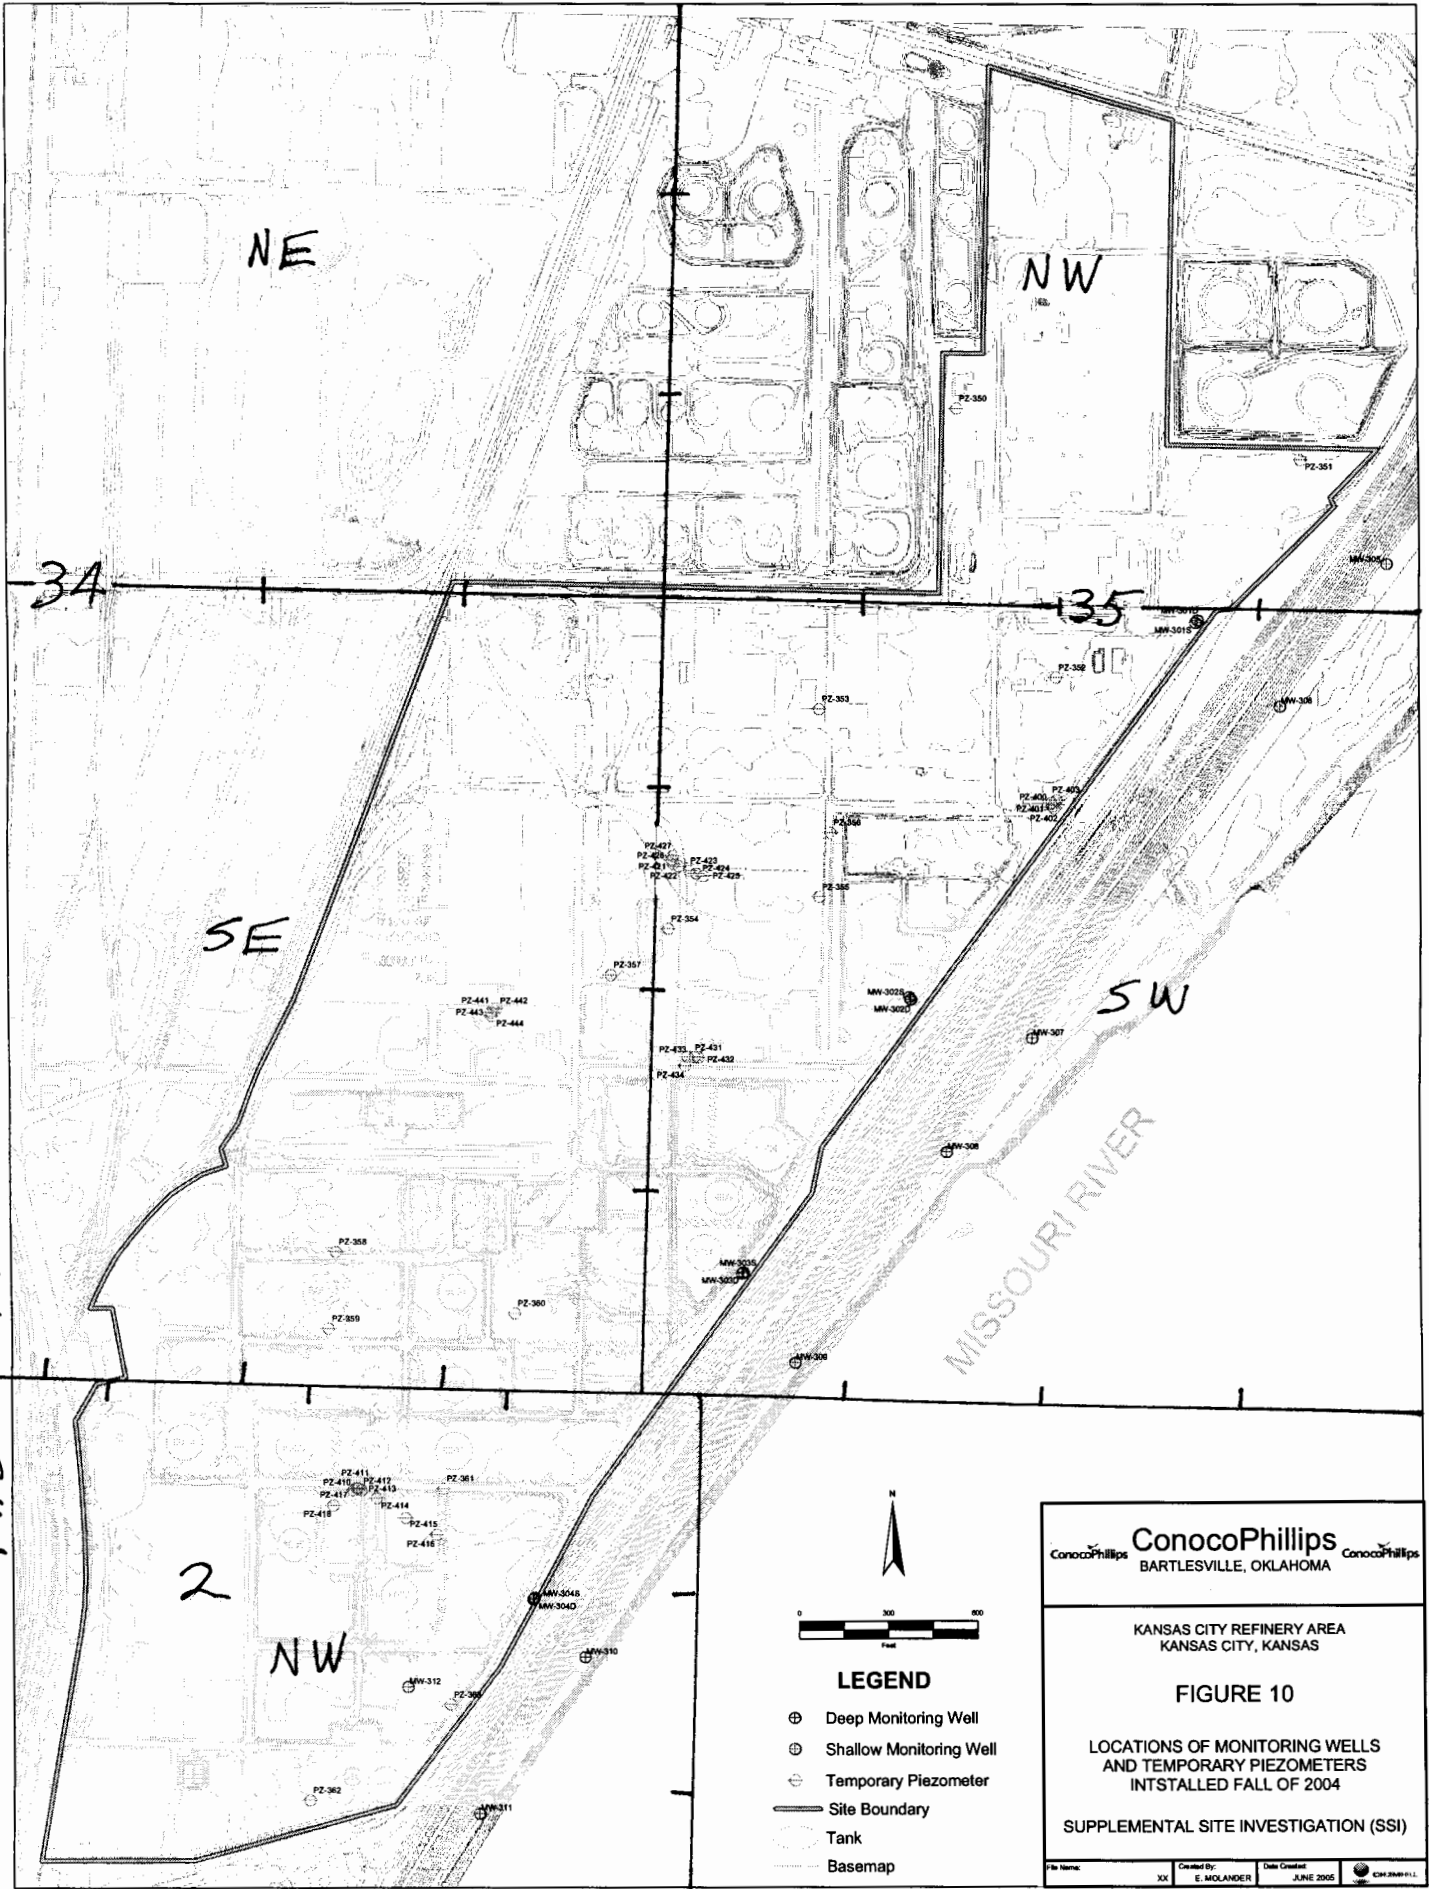 NE
NW
PZ-350
PZ-351
MW-305
34
35
MW-301D
MW-301S
PZ-352
PZ-353
MW-306
PZ-400
PZ-403
PZ-401
PZ-402
PZ-356
PZ-427
PZ-423
PZ-421
PZ-424
PZ-422
PZ-425
PZ-355
PZ-354
SE
PZ-357
MW-302S
MW-302D
SW
PZ-441
PZ-442
PZ-443
PZ-444
MW-307
PZ-433
PZ-431
PZ-432
PZ-434
MW-308
MISSOURI RIVER
PZ-358
MW-303S
MW-303D
PZ-360
PZ-359
MW-309
PZ-411
PZ-410
PZ-412
PZ-361
PZ-417
PZ-413
PZ-418
PZ-414
PZ-415
PZ-416
2
MW-304S
MW-304D
NW
MW-310
MW-312
PZ-362
MW-311
N
0
300
600
Feet
LEGEND
Deep Monitoring Well
Shallow Monitoring Well
Temporary Piezometer
Site Boundary
Tank
Basemap
ConocoPhillips ConocoPhillips ConocoPhillips
BARTLESVILLE, OKLAHOMA
KANSAS CITY REFINERY AREA
KANSAS CITY, KANSAS
FIGURE 10
LOCATIONS OF MONITORING WELLS
AND TEMPORARY PIEZOMETERS
INTSTALLED FALL OF 2004
SUPPLEMENTAL SITE INVESTIGATION (SSI)
File Name:
XX
Created By:
E. MOLANDER
Date Created:
JUNE 2005
CH2MHILL